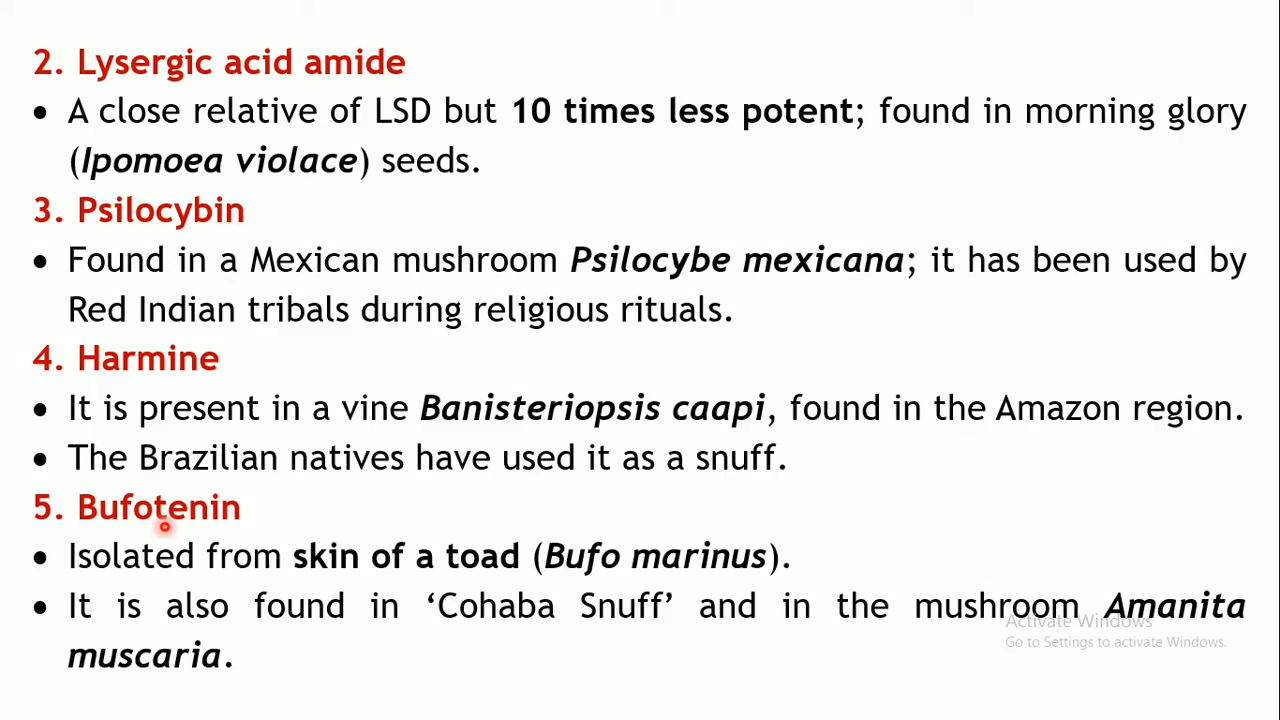 2. Lysergic acid amide
• A close relative of LSD but 10 times less potent; found in morning glory
(Ipomoea violace) seeds.
3. Psilocybin
• Found in a Mexican mushroom Psilocybe mexicana; it has been used by
Red Indian tribals during religious rituals.
4. Harmine
• It is present in a vine Banisteriopsis caapi, found in the Amazon region.
• The Brazilian natives have used it as a snuff.
5. Bufotenin
• Isolated from skin of a toad (Bufo marinus).
• It is also found in ‘Cohaba Snuff’ and in the mushroom Amanita
muscaria.
Activate Windows
Go to Settings to activate Windows.